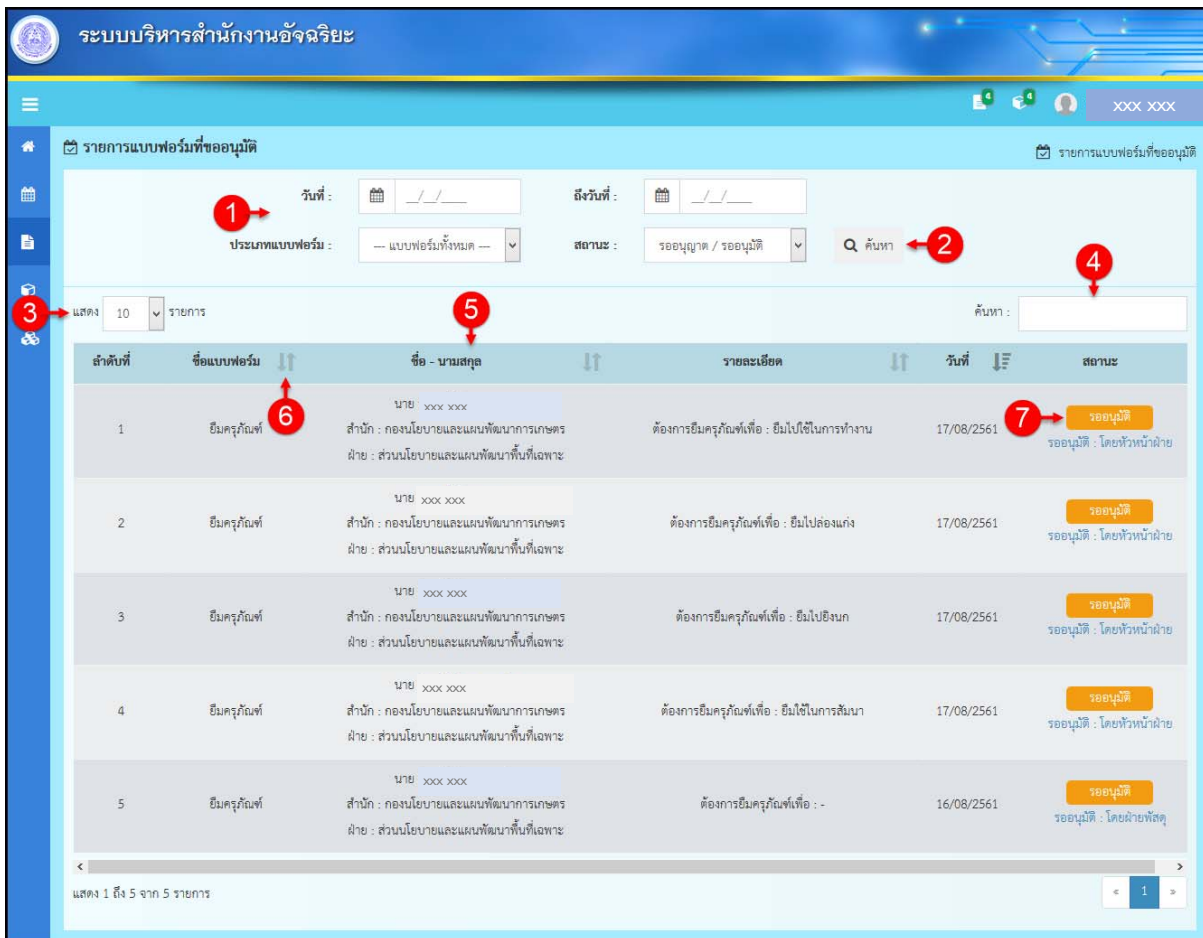 ระบบบริหารสำนักงานอัจฉริยะ
4 4 xxx xxx
รายการแบบฟอร์มที่ขออนุมัติ รายการแบบฟอร์มที่ขออนุมัติ
วันที่ : __/__/____ ถึงวันที่ : __/__/____
1
ประเภทแบบฟอร์ม : --- แบบฟอร์มทั้งหมด --- สถานะ : รออนุญาต / รออนุมัติ ค้นหา 2
4
3 แสดง 10 รายการ 5 ค้นหา :
ลำดับที่ ชื่อแบบฟอร์ม ชื่อ - นามสกุล รายละเอียด วันที่ สถานะ
6
นาย xxx xxx
1 ยืมครุภัณฑ์ สำนัก : กองนโยบายและแผนพัฒนาการเกษตร ต้องการยืมครุภัณฑ์เพื่อ : ยืมไปใช้ในการทำงาน 17/08/2561 7 รออนุมัติ
ฝ่าย : ส่วนนโยบายและแผนพัฒนาพื้นที่เฉพาะ รออนุมัติ : โดยหัวหน้าฝ่าย
นาย xxx xxx
2 ยืมครุภัณฑ์ สำนัก : กองนโยบายและแผนพัฒนาการเกษตร ต้องการยืมครุภัณฑ์เพื่อ : ยืมไปล่องแก่ง 17/08/2561 รออนุมัติ
ฝ่าย : ส่วนนโยบายและแผนพัฒนาพื้นที่เฉพาะ รออนุมัติ : โดยหัวหน้าฝ่าย
นาย xxx xxx
3 ยืมครุภัณฑ์ สำนัก : กองนโยบายและแผนพัฒนาการเกษตร ต้องการยืมครุภัณฑ์เพื่อ : ยืมไปยิงนก 17/08/2561 รออนุมัติ
ฝ่าย : ส่วนนโยบายและแผนพัฒนาพื้นที่เฉพาะ รออนุมัติ : โดยหัวหน้าฝ่าย
นาย xxx xxx
4 ยืมครุภัณฑ์ สำนัก : กองนโยบายและแผนพัฒนาการเกษตร ต้องการยืมครุภัณฑ์เพื่อ : ยืมใช้ในการสัมนา 17/08/2561 รออนุมัติ
ฝ่าย : ส่วนนโยบายและแผนพัฒนาพื้นที่เฉพาะ รออนุมัติ : โดยหัวหน้าฝ่าย
นาย xxx xxx
5 ยืมครุภัณฑ์ สำนัก : กองนโยบายและแผนพัฒนาการเกษตร ต้องการยืมครุภัณฑ์เพื่อ : - 16/08/2561 รออนุมัติ
ฝ่าย : ส่วนนโยบายและแผนพัฒนาพื้นที่เฉพาะ รออนุมัติ : โดยฝ่ายพัสดุ
แสดง 1 ถึง 5 จาก 5 รายการ « 1 »